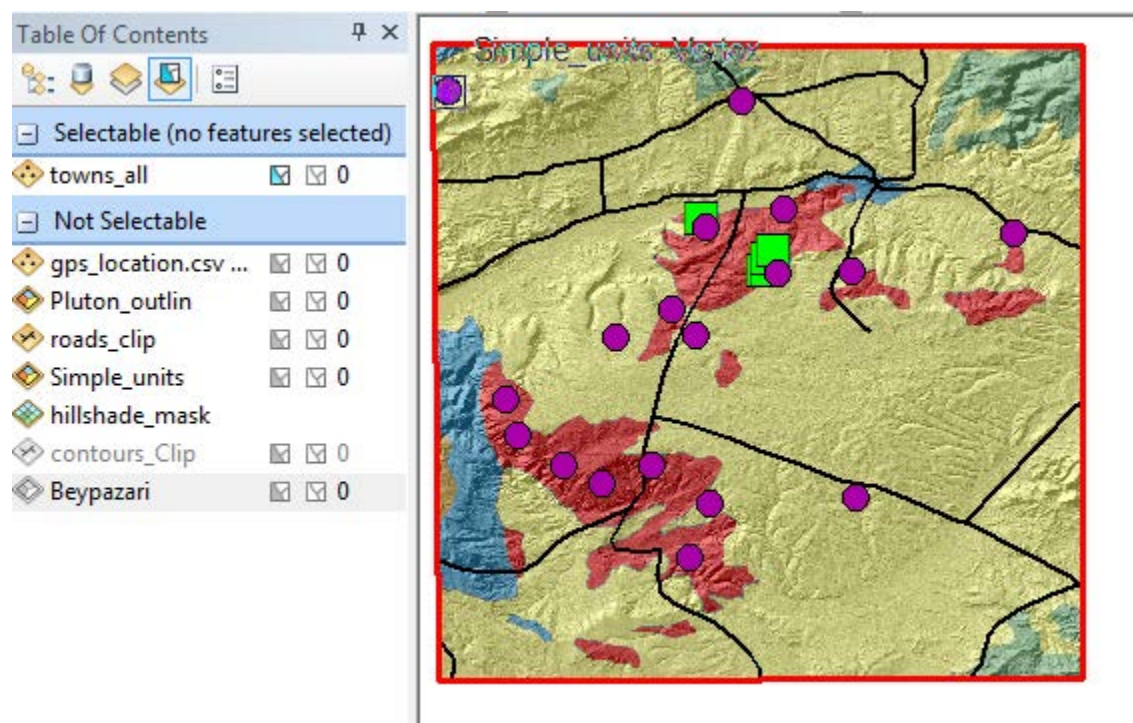 Table Of Contents
Selectable (no features selected)
towns_all 0
Not Selectable
gps_location.csv ... 0
Pluton_outlin 0
roads_clip 0
Simple_units 0
hillshade_mask
contours_Clip 0
Beypazari 0
Simple_units: Vertex